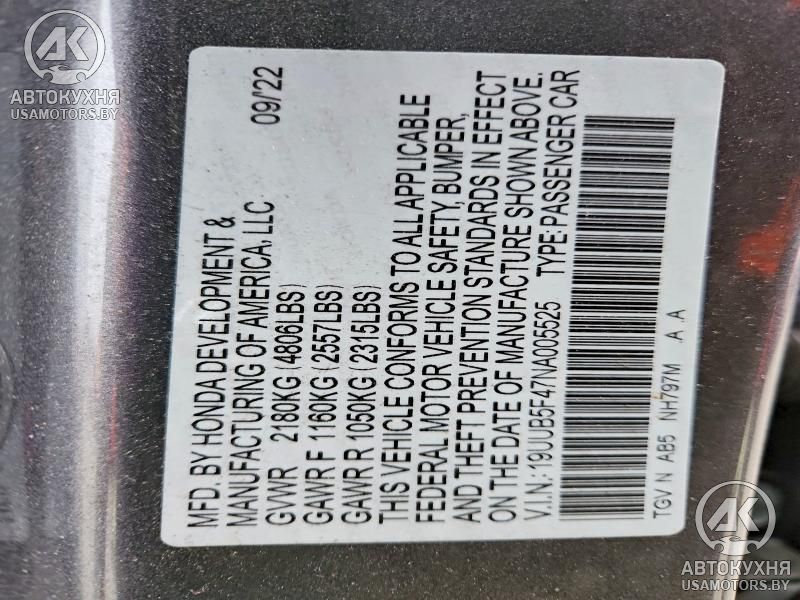 MFD. BY HONDA DEVELOPMENT &
MANUFACTURING OF AMERICA, LLC 09/'22
GVWR 2180KG (4806LBS)
GAWR F 1160KG (2557LBS)
GAWR R 1050KG (2315LBS)
THIS VEHICLE CONFORMS TO ALL APPLICABLE
FEDERAL MOTOR VEHICLE SAFETY, BUMPER,
AND THEFT PREVENTION STANDARDS IN EFFECT
ON THE DATE OF MANUFACTURE SHOWN ABOVE.
V.I.N.: 19UUB5F47NA005525 TYPE:PASSENGER CAR
TGV N AB5 NH797M A A
AK
АВТОКУХНЯ
USAMOTORS.BY
AK
АВТОКУХНЯ
USAMOTORS.BY